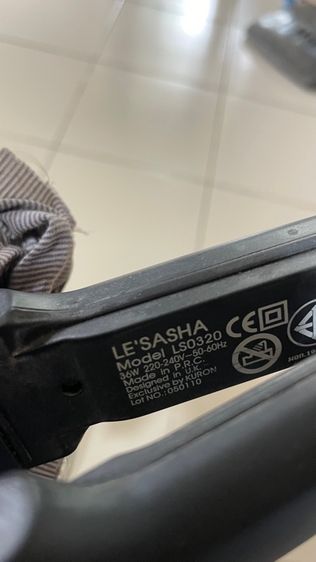 LE'SASHA
Model LS0320
36W 220-240V~50-60Hz
Made in P.R.C.
Designed in U.K.
Exclusive by KURON
Lot NO.:050110
CE